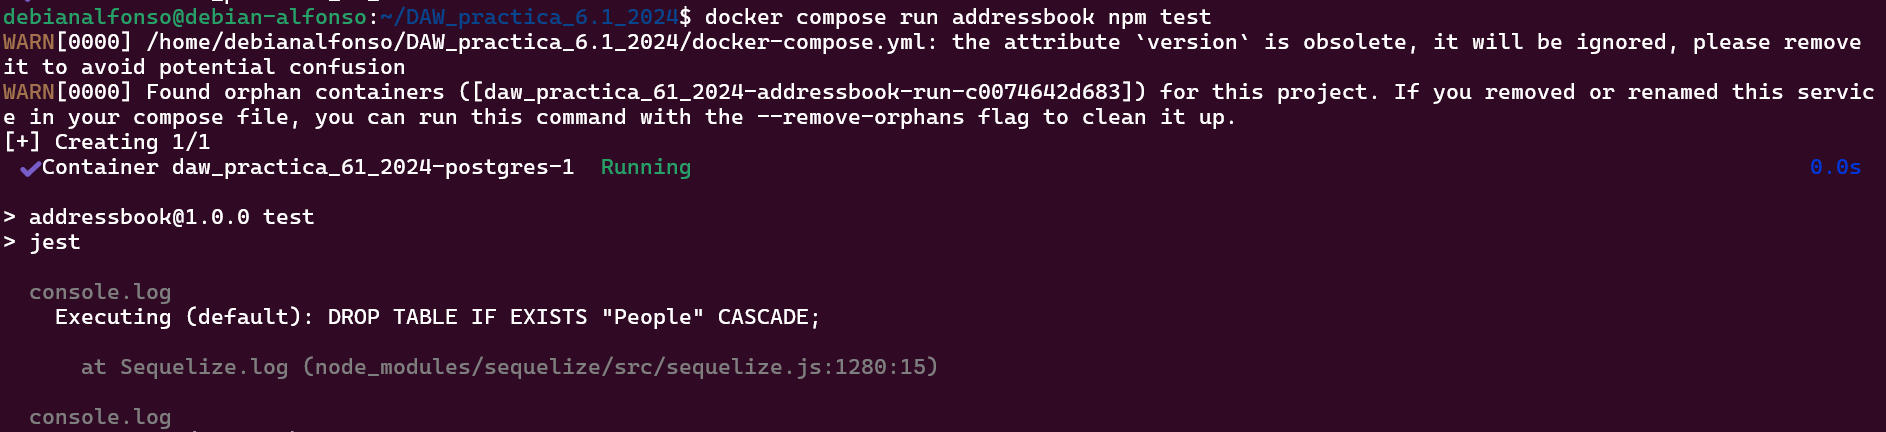 debianalfonso@debian-alfonso:~/DAW_practica_6.1_2024$ docker compose run addressbook npm test
WARN[0000] /home/debianalfonso/DAW_practica_6.1_2024/docker-compose.yml: the attribute `version` is obsolete, it will be ignored, please remove
it to avoid potential confusion
WARN[0000] Found orphan containers ([daw_practica_61_2024-addressbook-run-c0074642d683]) for this project. If you removed or renamed this servic
e in your compose file, you can run this command with the --remove-orphans flag to clean it up.
[+] Creating 1/1
✔Container daw_practica_61_2024-postgres-1  Running 0.0s
> addressbook@1.0.0 test
> jest
console.log
Executing (default): DROP TABLE IF EXISTS "People" CASCADE;
at Sequelize.log (node_modules/sequelize/src/sequelize.js:1280:15)
console.log